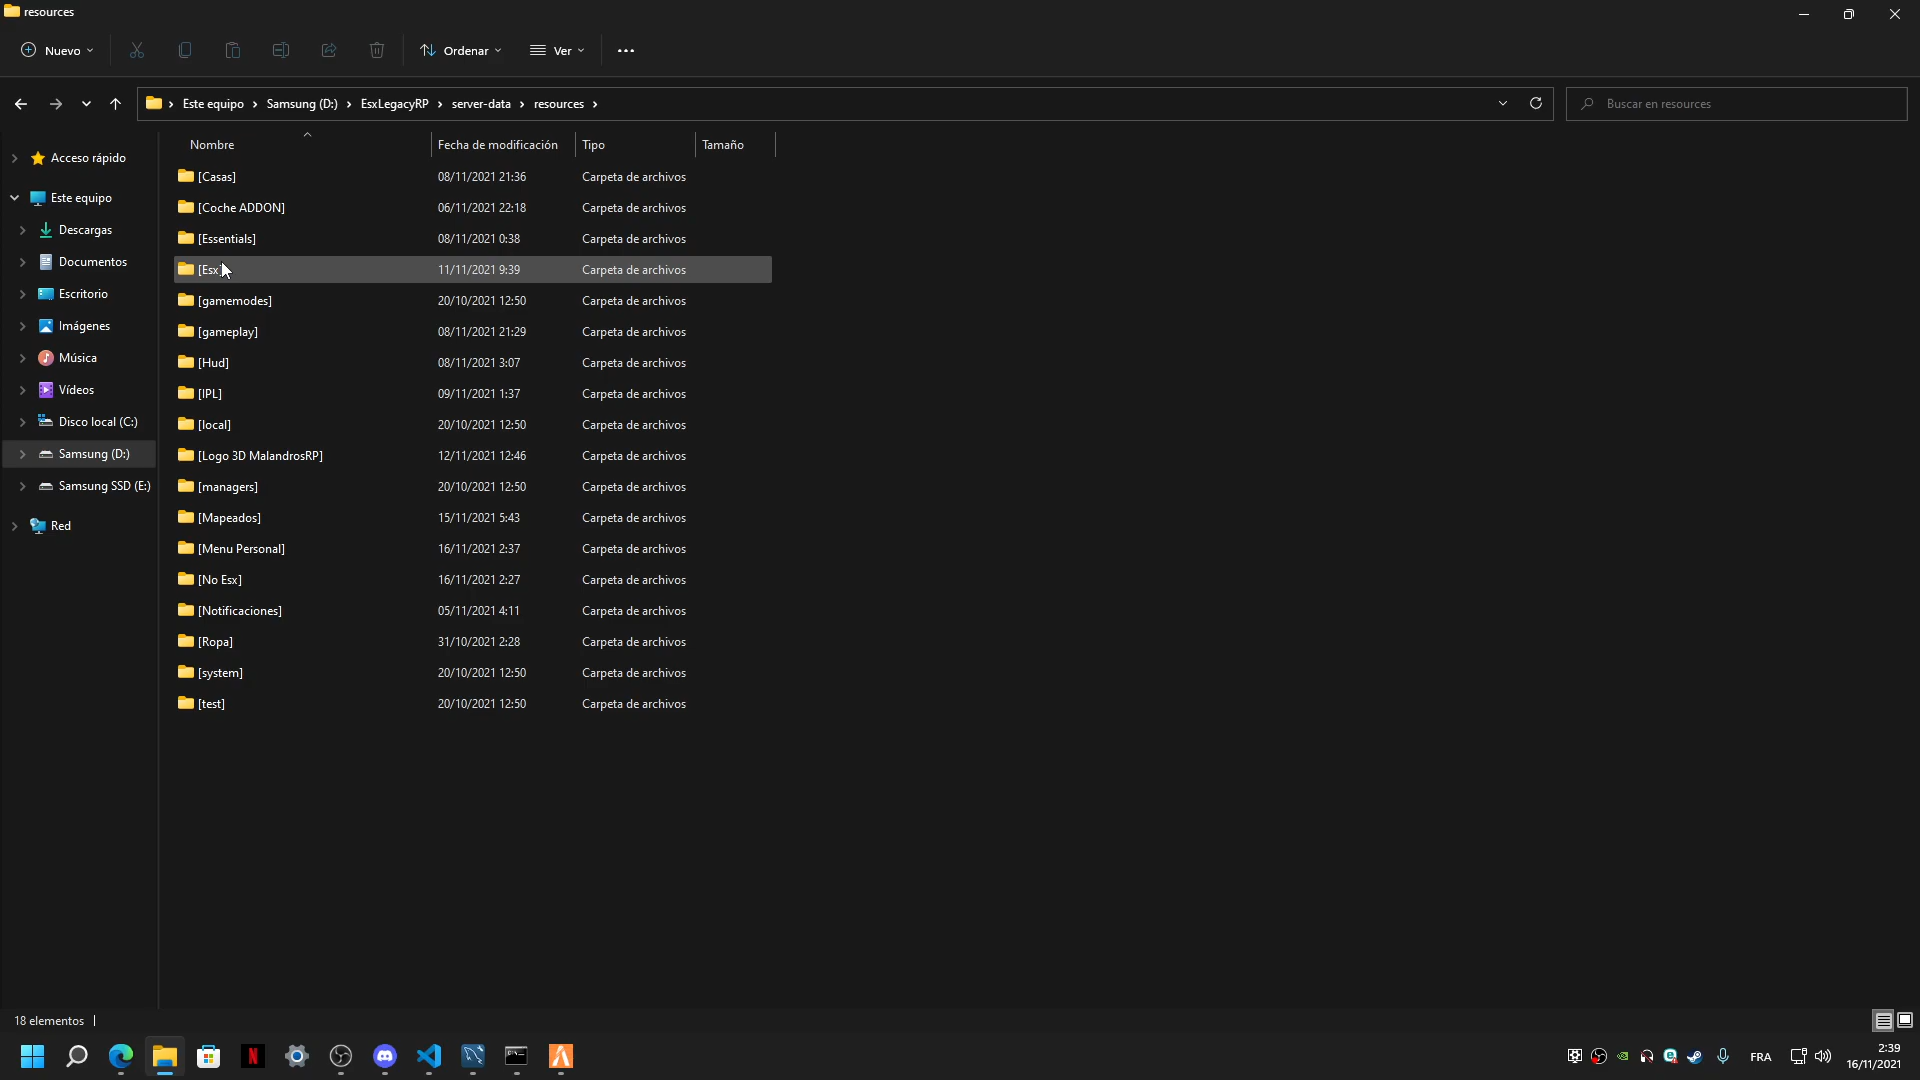 resources
Nuevo
Ordenar
Ver
Este equipo
Samsung (D:)
EsxLegacyRP
server-data
resources
Buscar en resources
Nombre
Fecha de modificación
Tipo
Tamaño
Acceso rápido
Este equipo
Descargas
Documentos
Escritorio
Imágenes
Música
Vídeos
Disco local (C:)
Samsung (D:)
Samsung SSD (E:)
Red
[Casas] 08/11/2021 21:36 Carpeta de archivos
[Coche ADDON] 06/11/2021 22:18 Carpeta de archivos
[Essentials] 08/11/2021 0:38 Carpeta de archivos
[Esx] 11/11/2021 9:39 Carpeta de archivos
[gamemodes] 20/10/2021 12:50 Carpeta de archivos
[gameplay] 08/11/2021 21:29 Carpeta de archivos
[Hud] 08/11/2021 3:07 Carpeta de archivos
[IPL] 09/11/2021 1:37 Carpeta de archivos
[local] 20/10/2021 12:50 Carpeta de archivos
[Logo 3D MalandrosRP] 12/11/2021 12:46 Carpeta de archivos
[managers] 20/10/2021 12:50 Carpeta de archivos
[Mapeados] 15/11/2021 5:43 Carpeta de archivos
[Menu Personal] 16/11/2021 2:37 Carpeta de archivos
[No Esx] 16/11/2021 2:27 Carpeta de archivos
[Notificaciones] 05/11/2021 4:11 Carpeta de archivos
[Ropa] 31/10/2021 2:28 Carpeta de archivos
[system] 20/10/2021 12:50 Carpeta de archivos
[test] 20/10/2021 12:50 Carpeta de archivos
18 elementos
FRA
2:39
16/11/2021